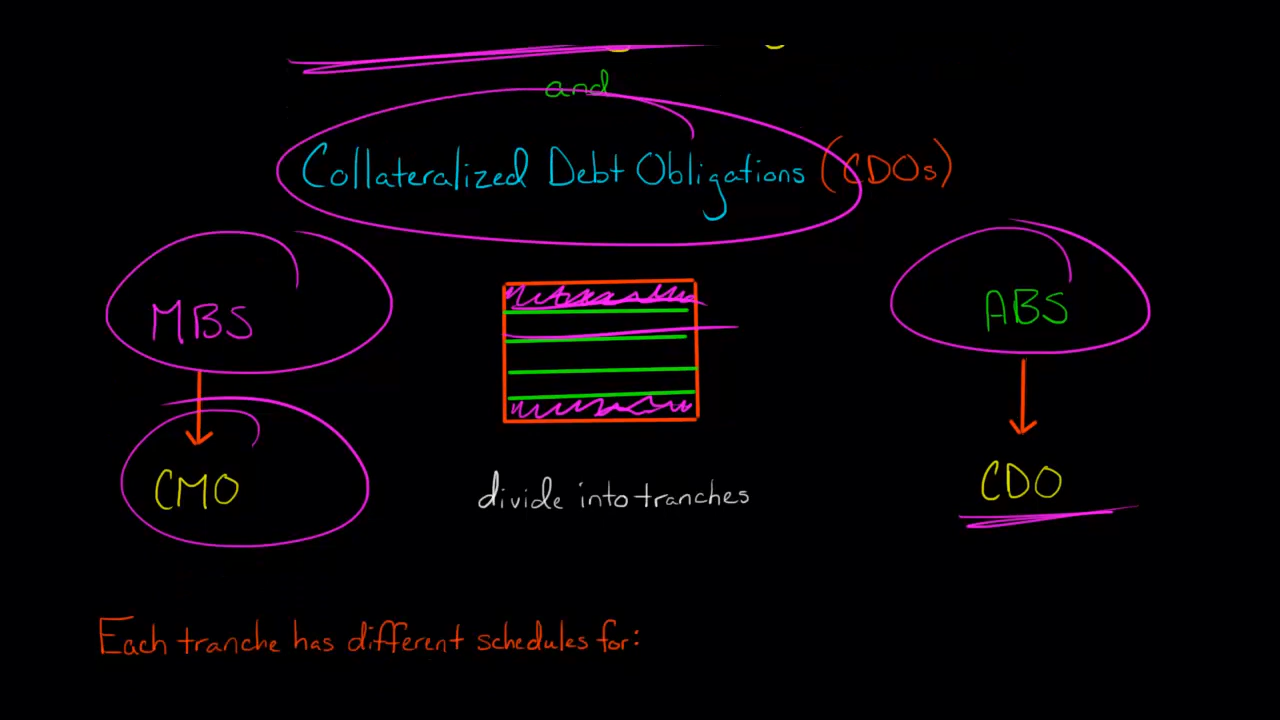 and
Collateralized Debt Obligations (CDOs)
MBS
ABS
CMO
CDO
divide into tranches
Each tranche has different schedules for: